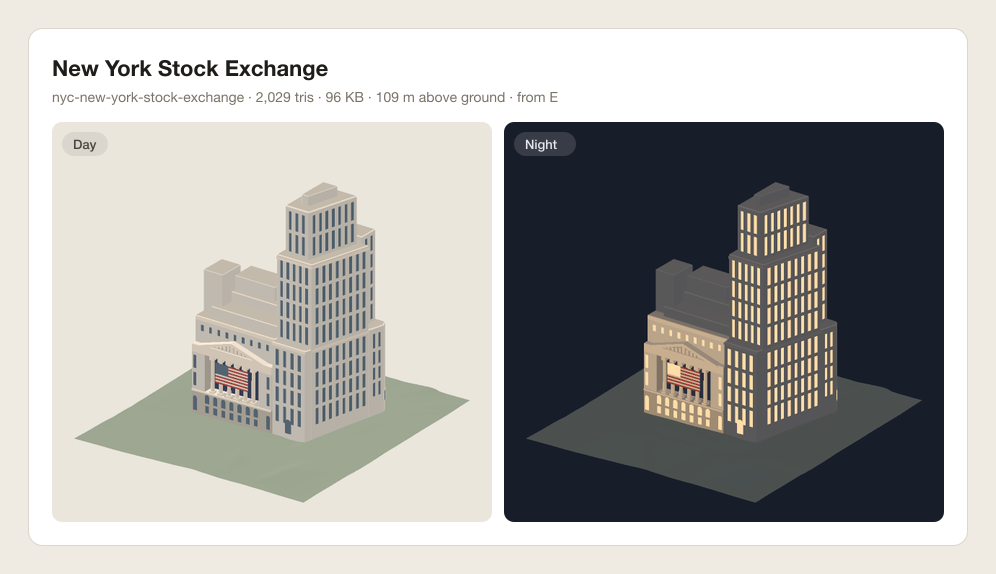 New York Stock Exchange
nyc-new-york-stock-exchange · 2,029 tris · 96 KB · 109 m above ground · from E
Day
Night